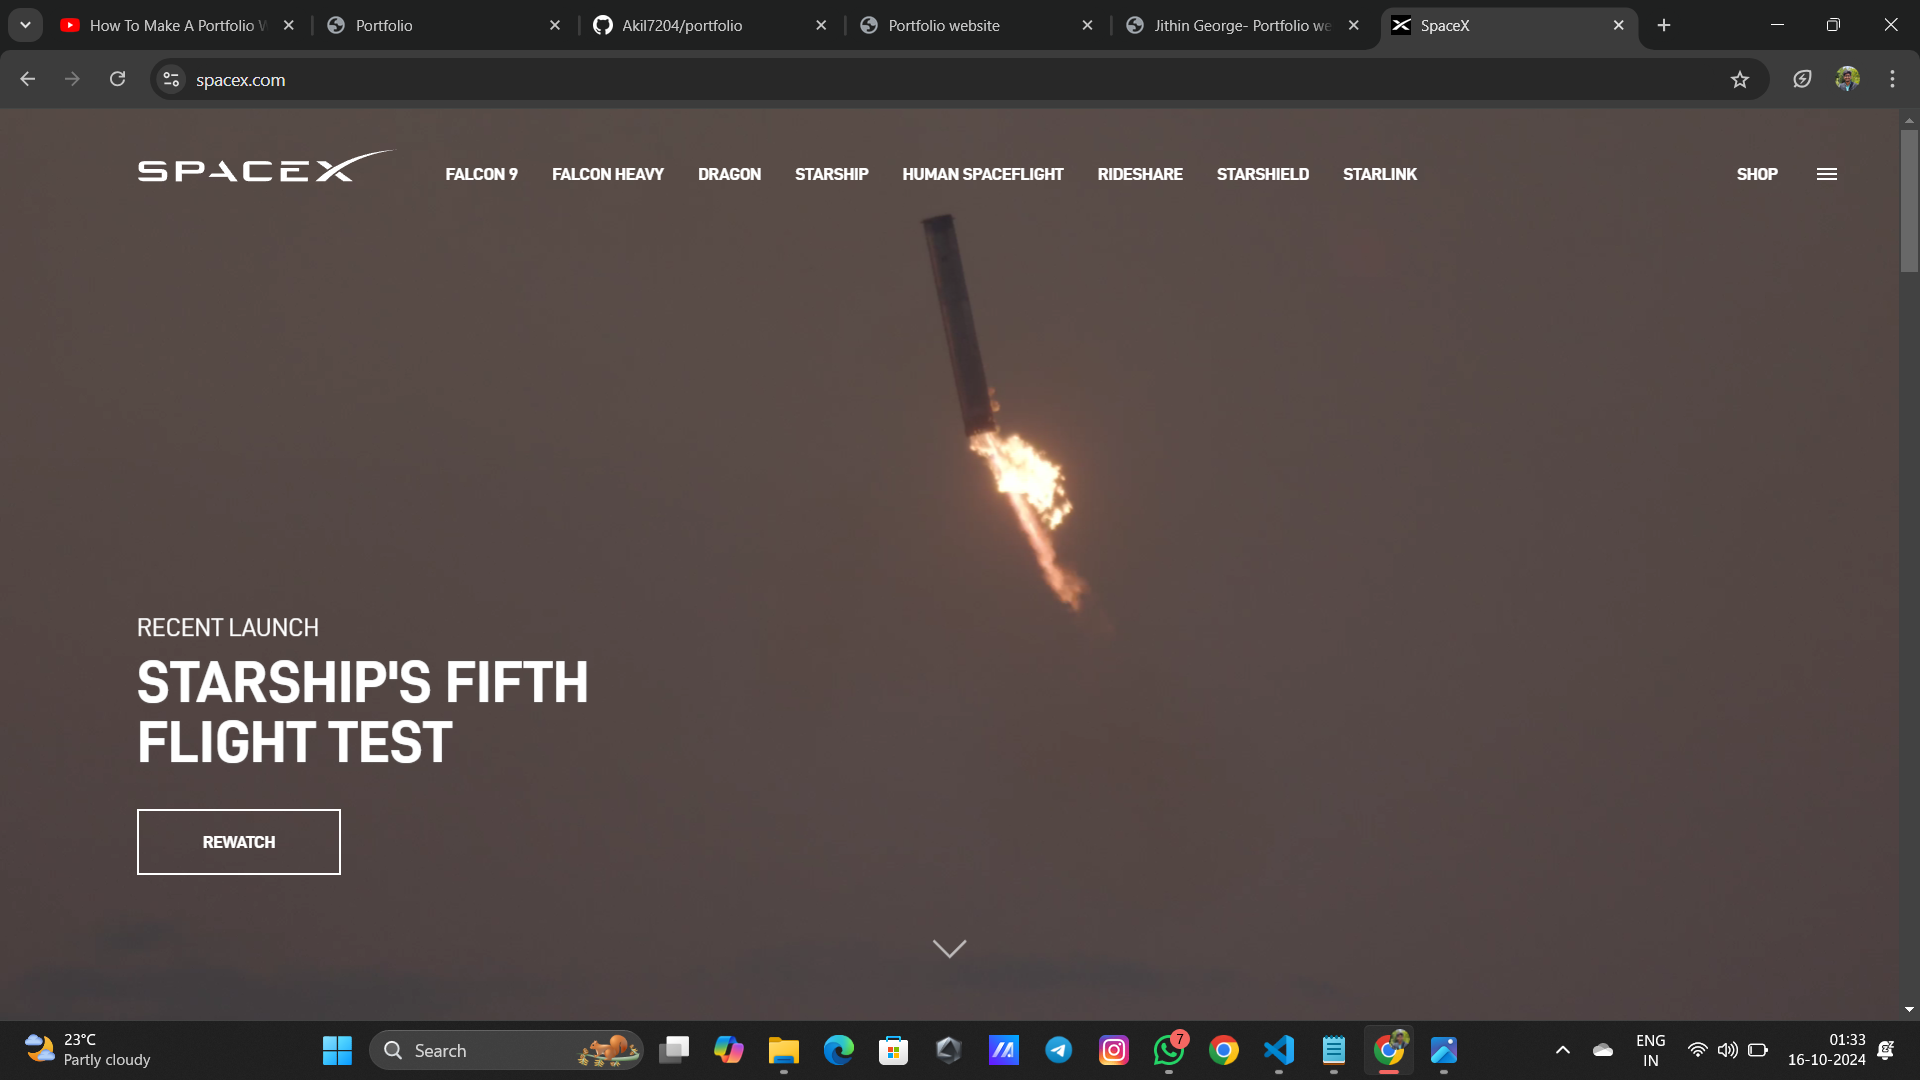 How To Make A Portfolio W
Portfolio
Akil7204/portfolio
Portfolio website
Jithin George- Portfolio we
SpaceX
spacex.com
SPACEX
FALCON 9
FALCON HEAVY
DRAGON
STARSHIP
HUMAN SPACEFLIGHT
RIDESHARE
STARSHIELD
STARLINK
SHOP
RECENT LAUNCH
STARSHIP'S FIFTH
FLIGHT TEST
REWATCH
23°C
Partly cloudy
Search
7
ENG
IN
01:33
16-10-2024